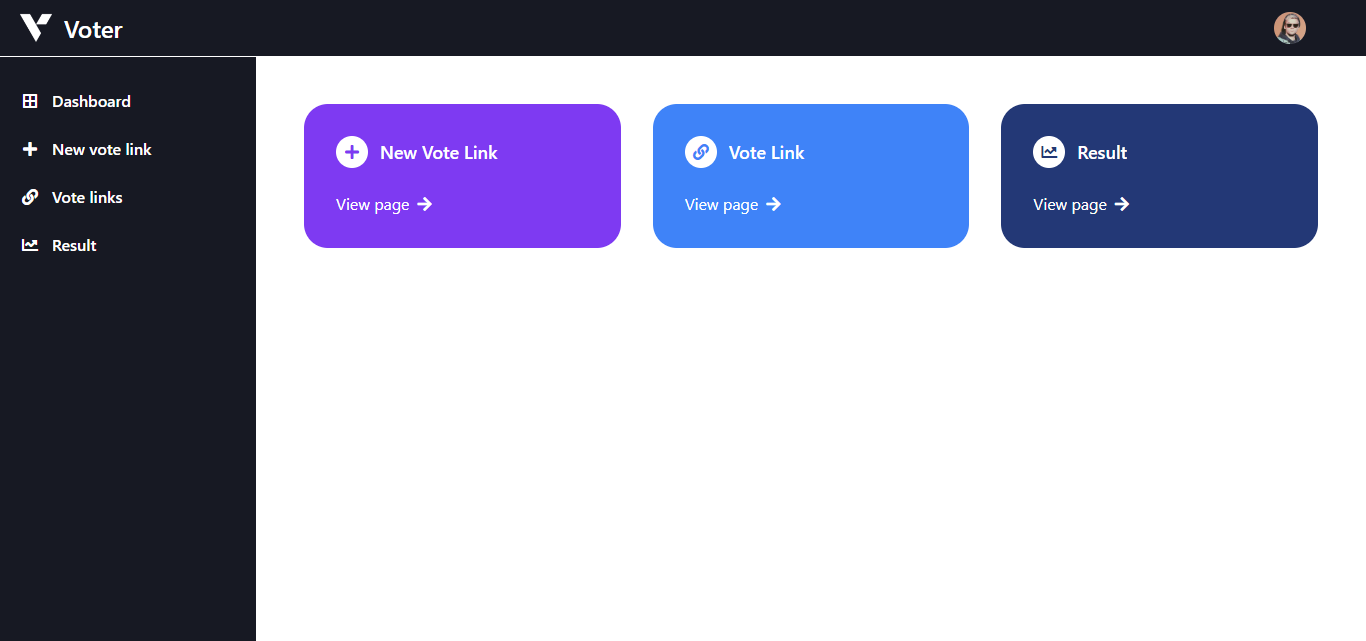 Voter
Dashboard
New vote link
Vote links
Result
New Vote Link
View page
Vote Link
View page
Result
View page